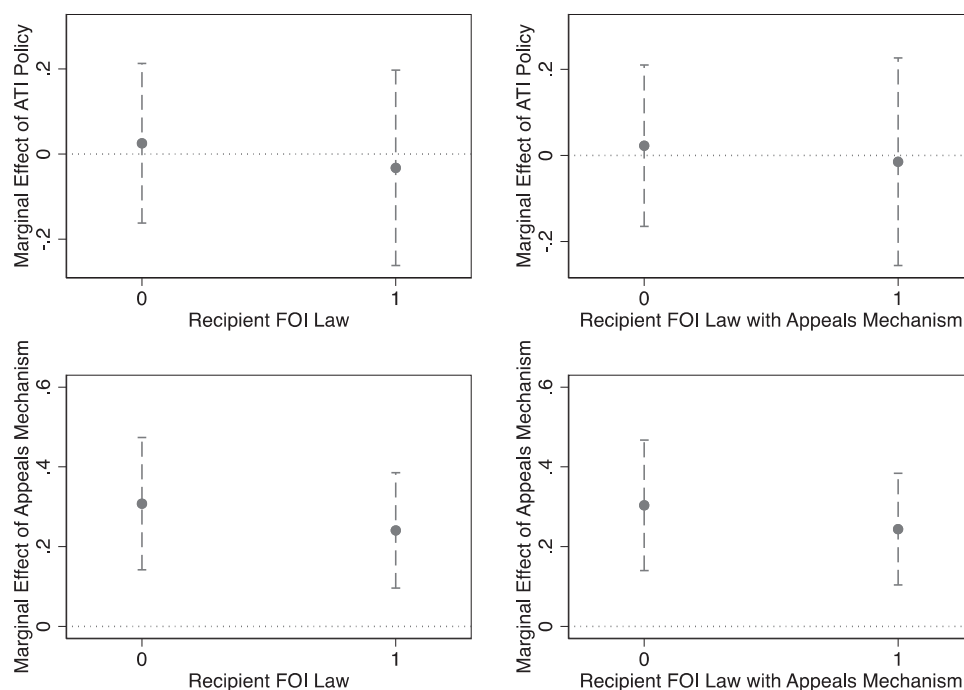 Marginal Effect of ATI Policy
.2
0
-.2
0
1
Recipient FOI Law
Marginal Effect of ATI Policy
.2
0
-.2
0
1
Recipient FOI Law with Appeals Mechanism
Marginal Effect of Appeals Mechanism
.6
.4
.2
0
0
1
Recipient FOI Law
Marginal Effect of Appeals Mechanism
.6
.4
.2
0
0
1
Recipient FOI Law with Appeals Mechanism